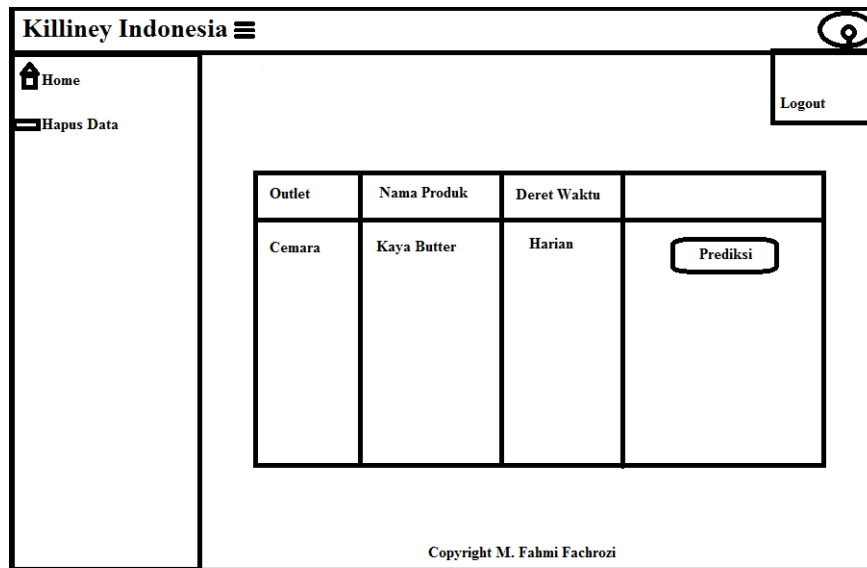 Killiney Indonesia
Home
Logout
Hapus Data
Outlet Nama Produk Deret Waktu
Cemara Kaya Butter Harian Prediksi
Copyright M. Fahmi Fachrozi